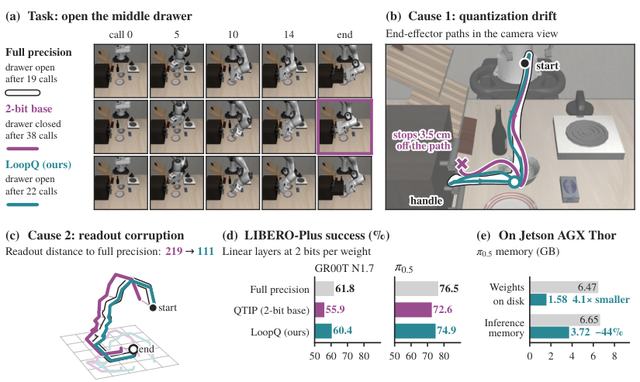 (a) Task: open the middle drawer
call 0 5 10 14 end
Full precision
drawer open
after 19 calls
2-bit base
drawer closed
after 38 calls
LoopQ (ours)
drawer open
after 22 calls
(b) Cause 1: quantization drift
End-effector paths in the camera view
start
stops 3.5 cm
off the path
handle
(c) Cause 2: readout corruption
Readout distance to full precision: 219 → 111
start
end
(d) LIBERO-Plus success (%)
Linear layers at 2 bits per weight
GR00T N1.7 π0.5
Full precision 61.8 76.5
QTIP (2-bit base) 55.9 72.6
LoopQ (ours) 60.4 74.9
50 60 70 80 50 60 70 80
(e) On Jetson AGX Thor
π0.5 memory (GB)
Weights
on disk
6.47
1.58 4.1× smaller
Inference
memory
6.65
3.72 −44%
0 2 4 6 8